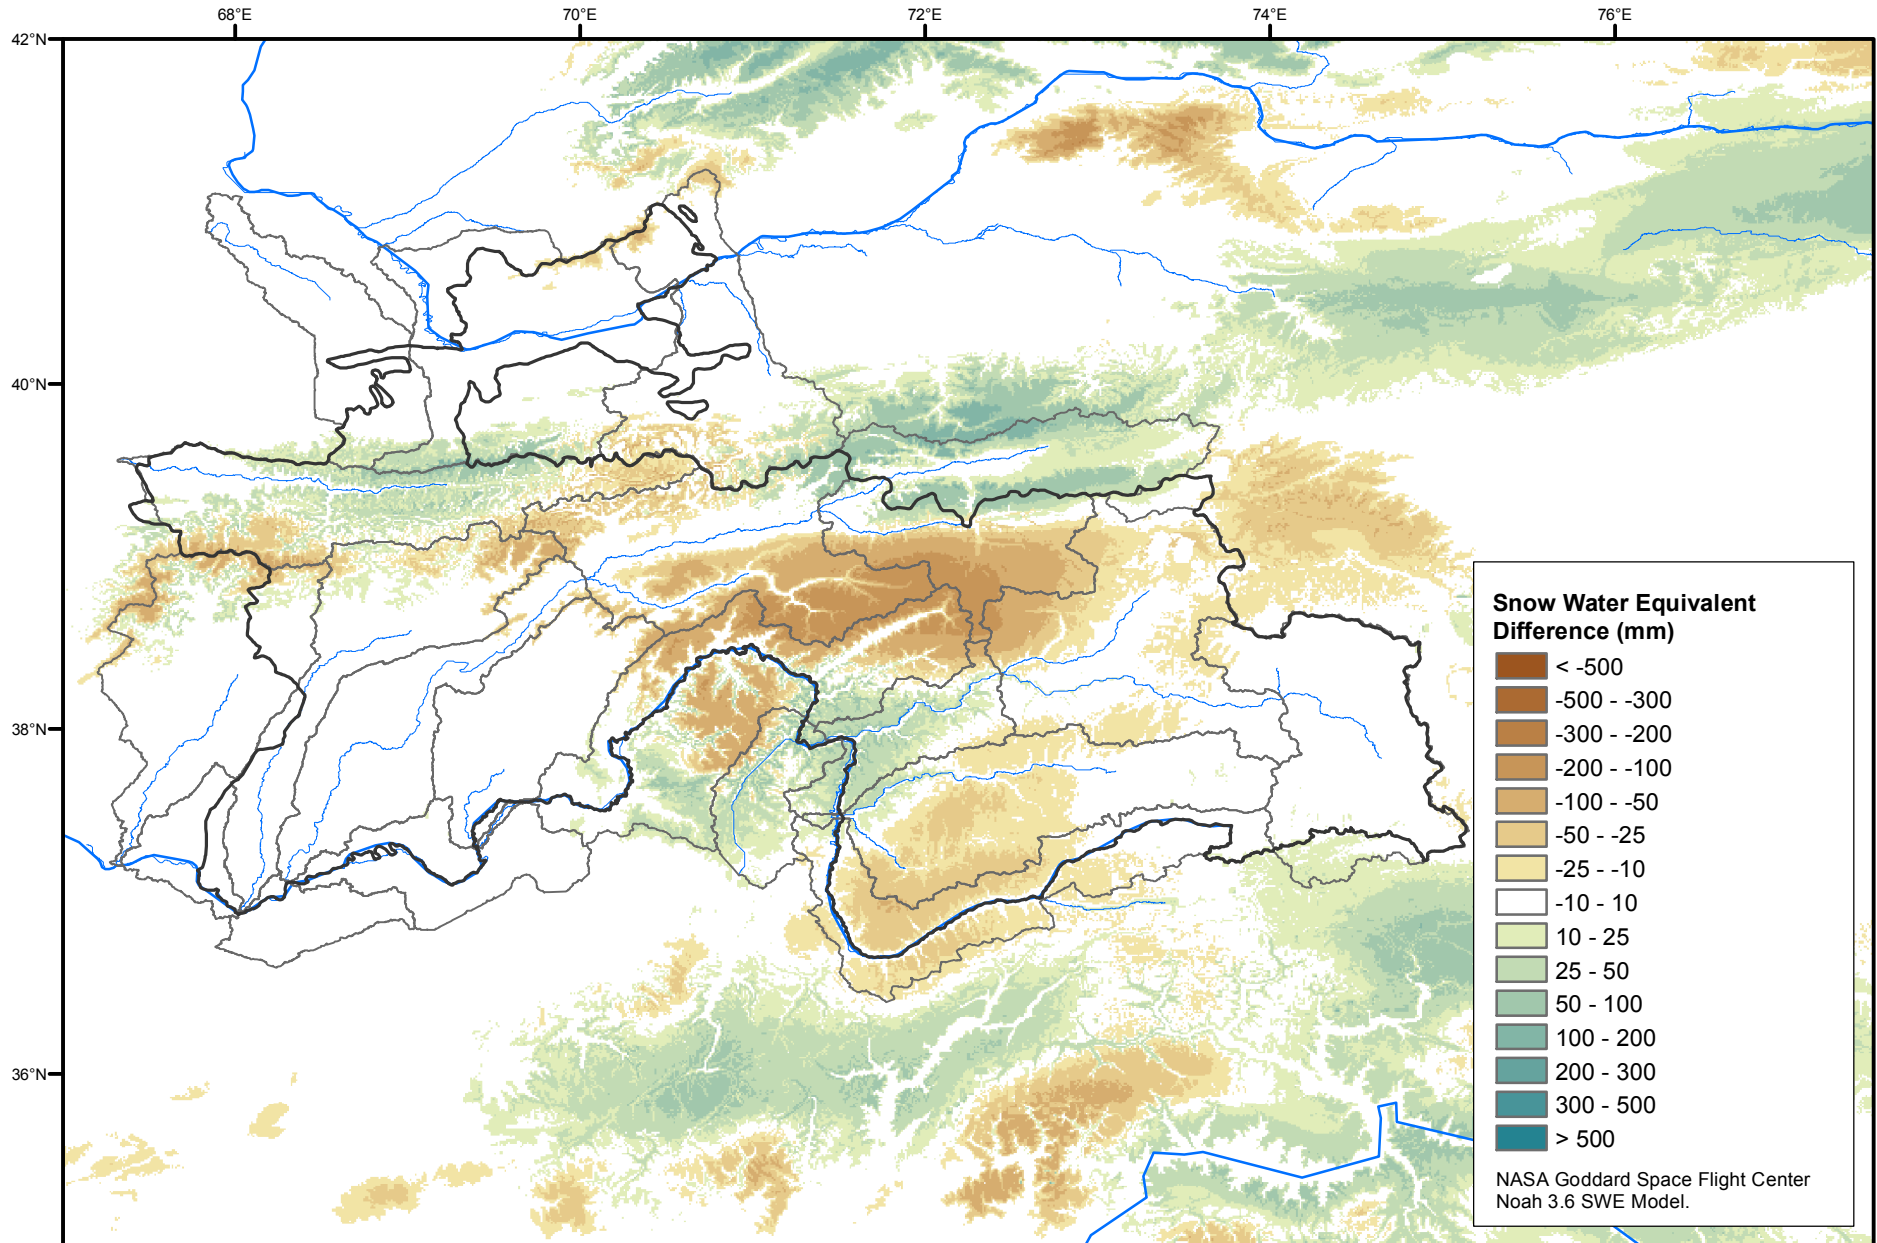 68°E
70°E
72°E
74°E
76°E
42°N
40°N
38°N
36°N
Snow Water Equivalent
Difference (mm)
< -500
-500 - -300
-300 - -200
-200 - -100
-100 - -50
-50 - -25
-25 - -10
-10 - 10
10 - 25
25 - 50
50 - 100
100 - 200
200 - 300
300 - 500
> 500
NASA Goddard Space Flight Center
Noah 3.6 SWE Model.